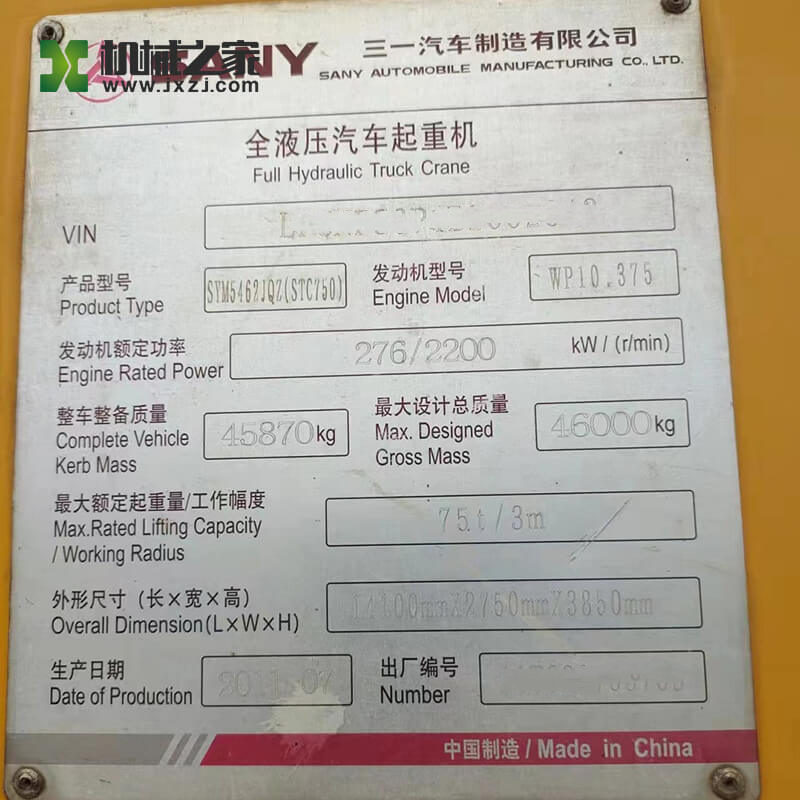 机械之家
www.jxzj.com
SANY
三一汽车制造有限公司
SANY AUTOMOBILE MANUFACTURING CO., LTD.
全液压汽车起重机
Full Hydraulic Truck Crane
VIN
产品型号
Product Type
SYM5462JQZ(STC750)
发动机型号
Engine Model
WP10.375
发动机额定功率
Engine Rated Power
276/2200 kW / (r/min)
整车整备质量
Complete Vehicle
Kerb Mass
45870kg
最大设计总质量
Max. Designed
Gross Mass
46000kg
最大额定起重量/工作幅度
Max.Rated Lifting Capacity
/ Working Radius
75t/3m
外形尺寸（长×宽×高）
Overall Dimension(L×W×H)
14100mmX2750mmX3850mm
生产日期
Date of Production
2011.07
出厂编号
Number
中国制造 / Made in China